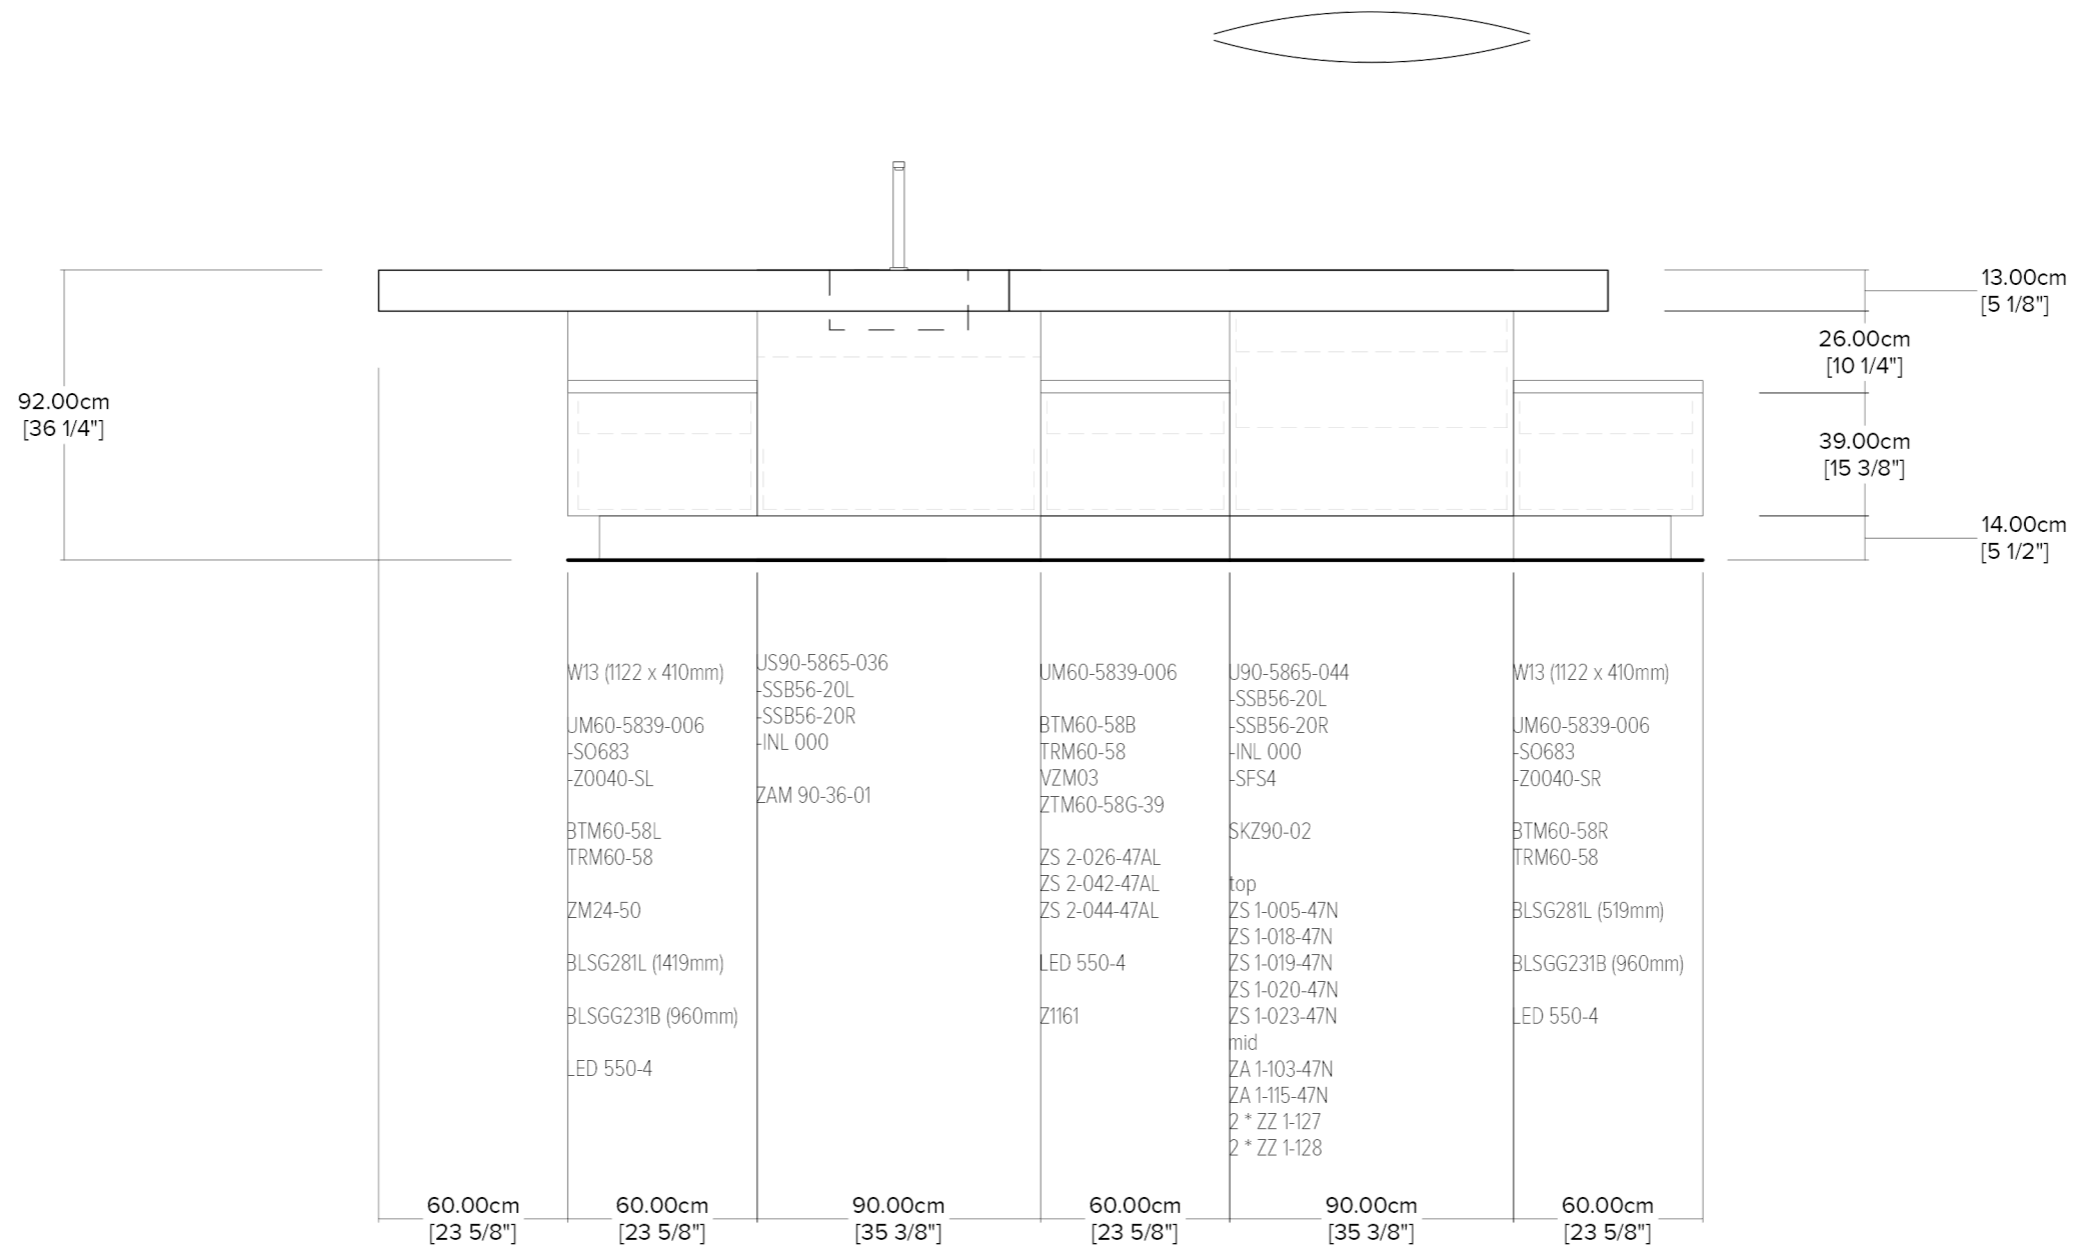 13.00cm
[5 1/8"]
26.00cm
[10 1/4"]
92.00cm
[36 1/4"]
39.00cm
[15 3/8"]
14.00cm
[5 1/2"]
W13 (1122 x 410mm)
UM60-5839-006
-SO683
-Z0040-SL
BTM60-58L
TRM60-58
ZM24-50
BLSG281L (1419mm)
BLSGG231B (960mm)
LED 550-4
US90-5865-036
-SSB56-20L
-SSB56-20R
-INL 000
ZAM 90-36-01
UM60-5839-006
BTM60-58B
TRM60-58
VZM03
ZTM60-58G-39
ZS 2-026-47AL
ZS 2-042-47AL
ZS 2-044-47AL
LED 550-4
Z1161
U90-5865-044
-SSB56-20L
-SSB56-20R
-INL 000
-SFS4
SKZ90-02
top
ZS 1-005-47N
ZS 1-018-47N
ZS 1-019-47N
ZS 1-020-47N
ZS 1-023-47N
mid
ZA 1-103-47N
ZA 1-115-47N
2 * ZZ 1-127
2 * ZZ 1-128
W13 (1122 x 410mm)
UM60-5839-006
-SO683
-Z0040-SR
BTM60-58R
TRM60-58
BLSG281L (519mm)
BLSGG231B (960mm)
LED 550-4
60.00cm
[23 5/8"]
60.00cm
[23 5/8"]
90.00cm
[35 3/8"]
60.00cm
[23 5/8"]
90.00cm
[35 3/8"]
60.00cm
[23 5/8"]